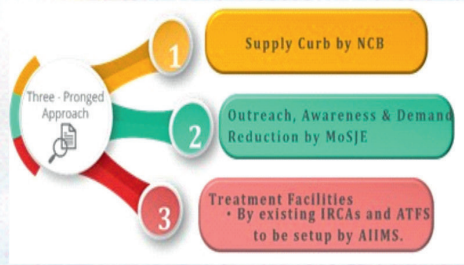 Three - Pronged
Approach
1
Supply Curb by NCB
2
Outreach, Awareness & Demand
Reduction by MoSJE
3
Treatment Facilities
• By existing IRCAs and ATFS
to be setup by AIIMS.